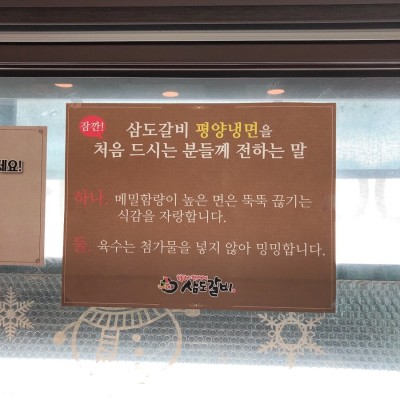 세요!
잠깐!
삼도갈비 평양냉면을
처음 드시는 분들께 전하는 말
하나. 메밀함량이 높은 면은 뚝뚝 끊기는
식감을 자랑합니다.
둘. 육수는 첨가물을 넣지 않아 밍밍합니다.
삼도갈비